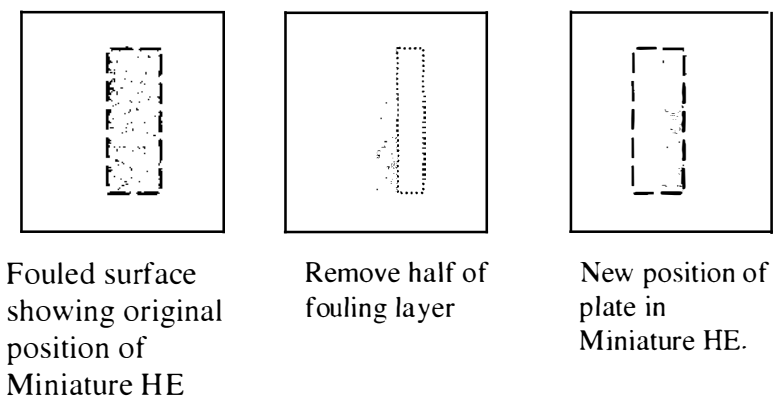 Fouled surface
showing original
position of
Miniature HE
Remove half of
fouling layer
New position of
plate in
Miniature HE.